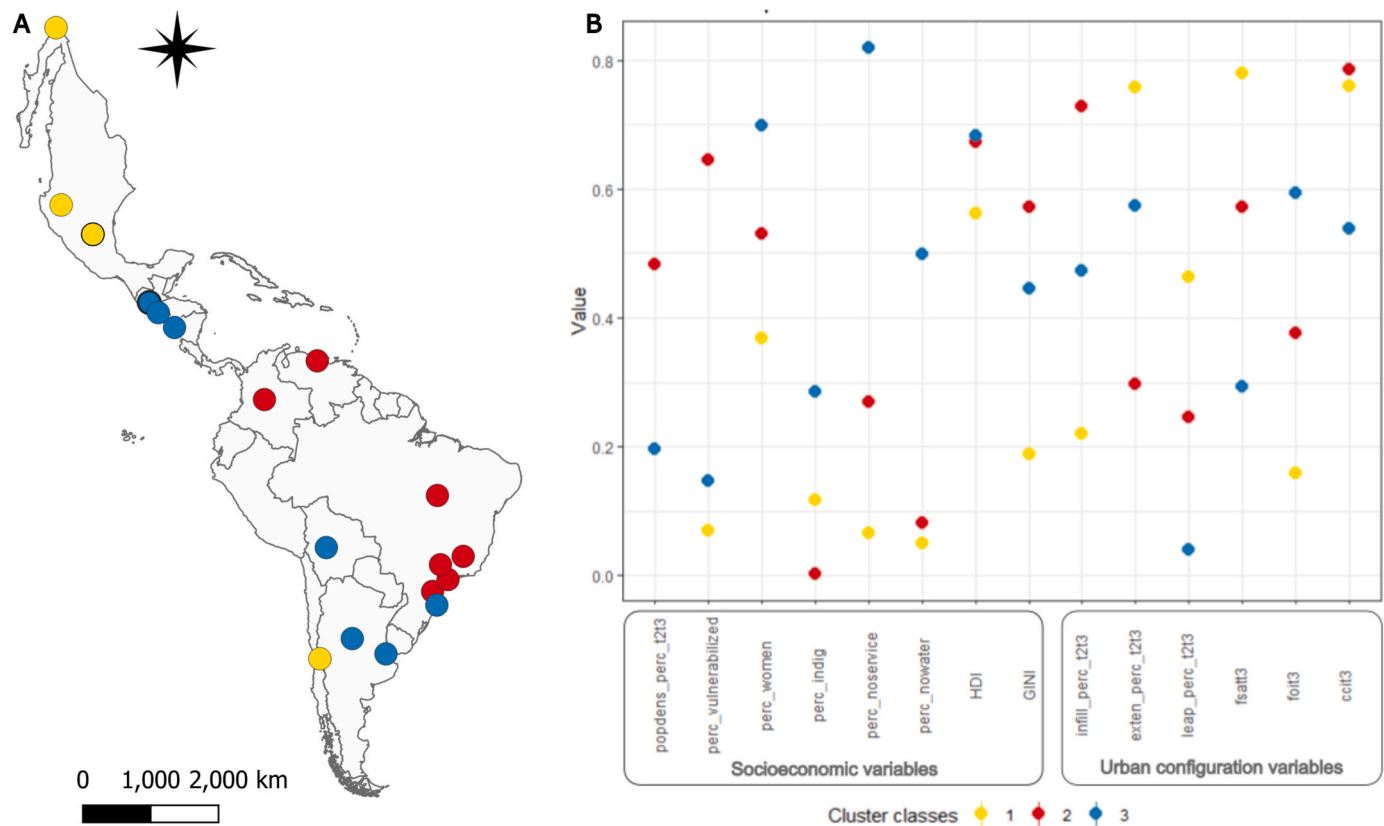 A
0 1,000 2,000 km
B
Value
0.8
0.6
0.4
0.2
0.0
popdens_perc_t2t3
perc_vulnerabilized
perc_women
perc_indig
perc_noservice
perc_nowater
HDI
GINI
infill_perc_t2t3
exten_perc_t2t3
leap_perc_t2t3
fsatt3
foit3
ccit3
Socioeconomic variables
Urban configuration variables
Cluster classes 1 2 3